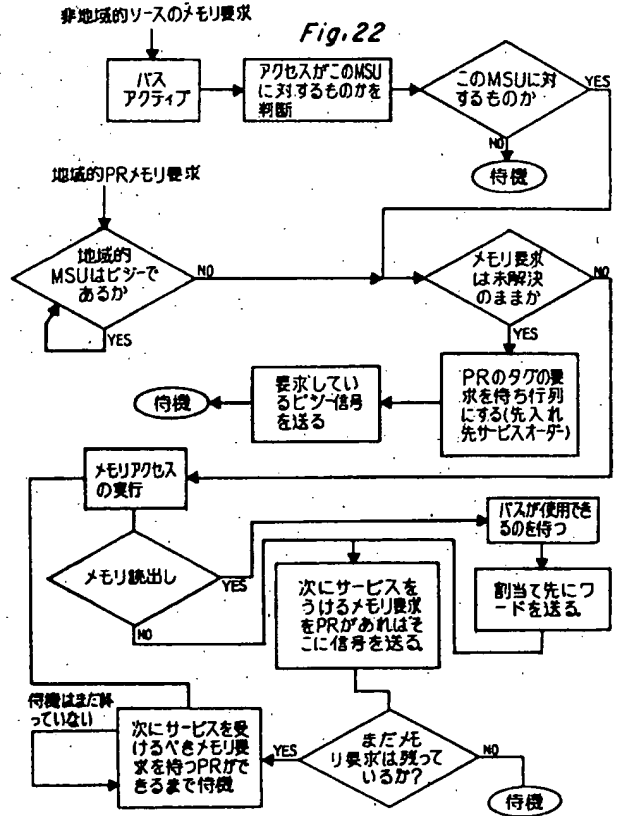 非地域的ソースのメモリ要求
Fig.22
バス
アクティブ
アクセスがこのMSU
に対するものかを
判断
このMSUに対
するものか
YES
NO
待機
地域的PRメモリ要求
地域的
MSUはビジーで
あるか
NO
YES
メモリ要求
は未解決
のままか
NO
YES
PRのタグの要
求を待ち行列
にする(先入れ
先サービスオーダー)
要求してい
るビジー信号
を送る
待機
メモリアクセス
の実行
メモリ読出し
YES
NO
バスが使用でき
るのを待つ
割当て先にワ
ードを送る.
次にサービスを
うけるメモリ要求
をPRがあればそ
こに信号を送る.
待機はまだ終
っていない
次にサービスを受
けるべきメモリ要
求を持つPRがで
きるまで待機
YES
まだメモ
リ要求は残って
いるか?
NO
待機